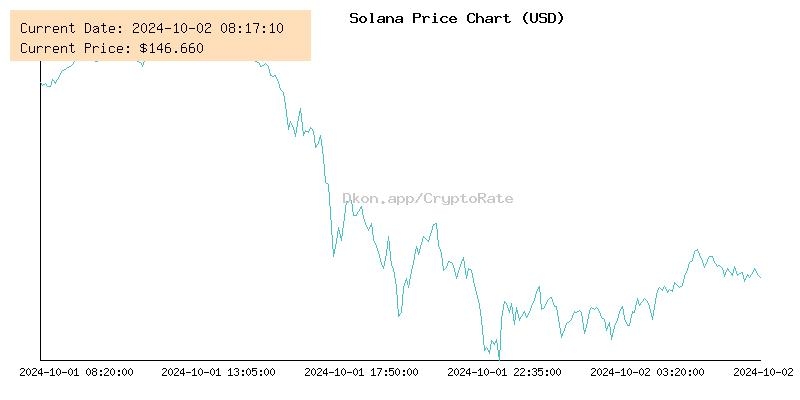 Solana Price Chart (USD)
Current Date: 2024-10-02 08:17:10
Current Price: $146.660
Dkon.app/CryptoRate
2024-10-01 08:20:00 2024-10-01 13:05:00 2024-10-01 17:50:00 2024-10-01 22:35:00 2024-10-02 03:20:00 2024-10-02